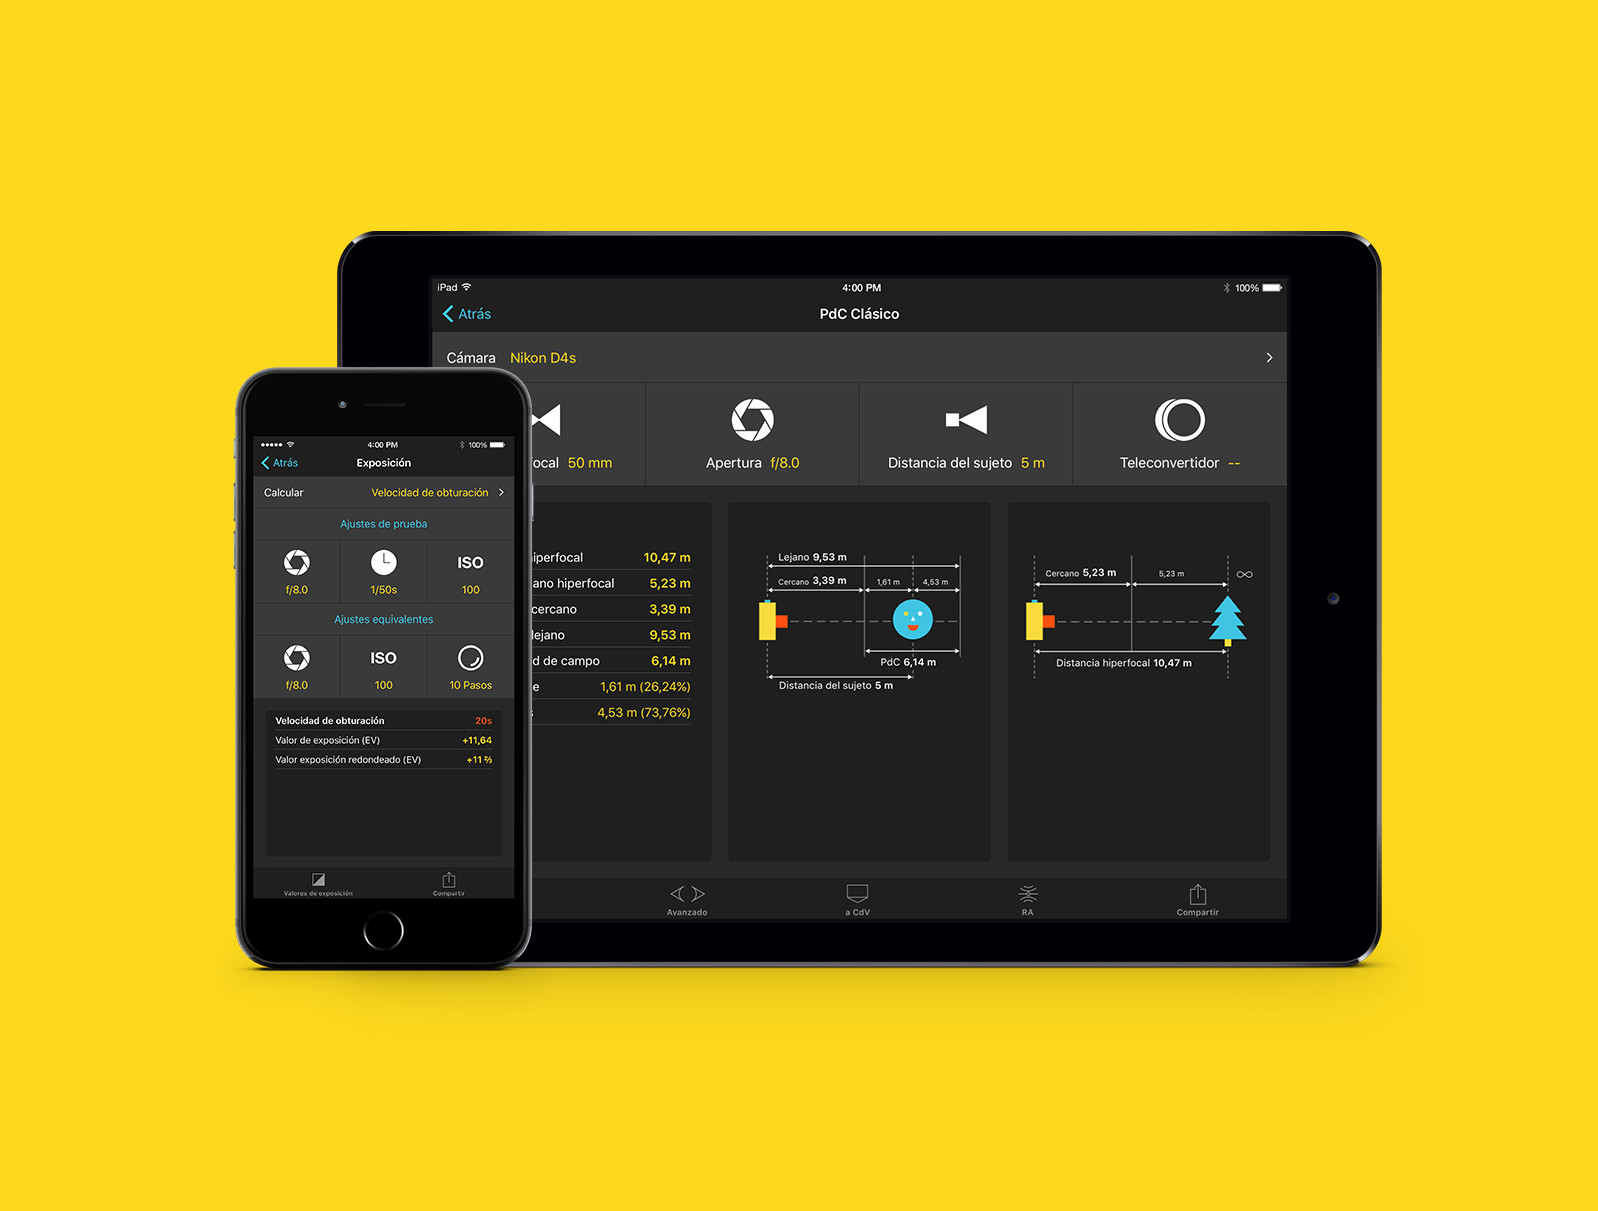 iPad
4:00 PM
100%
Atrás
PdC Clásico
Cámara Nikon D4s
focal 50 mm
Apertura f/8.0
Distancia del sujeto 5 m
Teleconvertidor --
hiperfocal 10,47 m
ano hiperfocal 5,23 m
cercano 3,39 m
lejano 9,53 m
d de campo 6,14 m
e 1,61 m (26,24%)
s 4,53 m (73,76%)
Lejano 9,53 m
Cercano 3,39 m
1,61 m
4,53 m
PdC 6,14 m
Distancia del sujeto 5 m
Cercano 5,23 m
5,23 m
∞
Distancia hiperfocal 10,47 m
Avanzado
a CdV
RA
Compartir
4:00 PM
100%
Atrás
Exposición
Calcular
Velocidad de obturación
Ajustes de prueba
ISO
f/8.0
1/50s
100
Ajustes equivalentes
ISO
f/8.0
100
10 Pasos
Velocidad de obturación 20s
Valor de exposición (EV) +11,64
Valor exposición redondeado (EV) +11 ⅔
Valores de exposición
Compartir